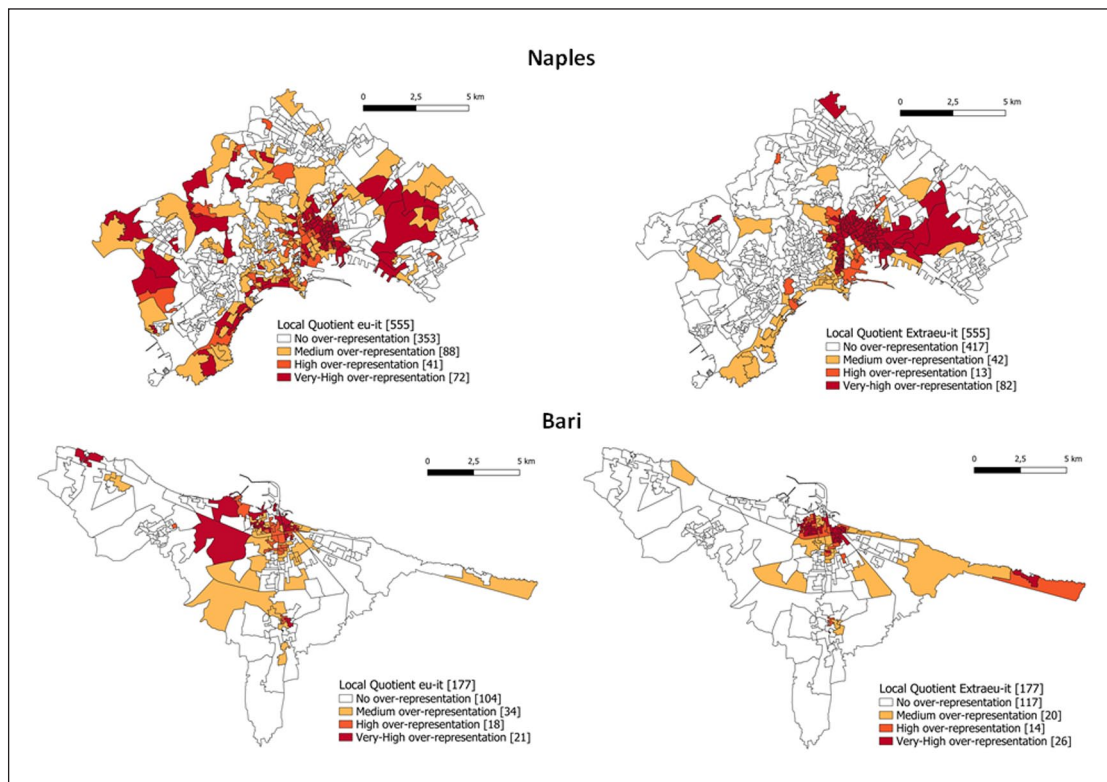 Naples
0 2,5 5 km
Local Quotient eu-it [555]
No over-representation [353]
Medium over-representation [88]
High over-representation [41]
Very-High over-representation [72]
0 2,5 5 km
Local Quotient Extraeu-it [555]
No over-representation [417]
Medium over-representation [42]
High over-representation [13]
Very-high over-representation [82]
Bari
0 2,5 5 km
Local Quotient eu-it [177]
No over-representation [104]
Medium over-representation [34]
High over-representation [18]
Very-High over-representation [21]
0 2,5 5 km
Local Quotient Extraeu-it [177]
No over-representation [117]
Medium over-representation [20]
High over-representation [14]
Very-High over-representation [26]